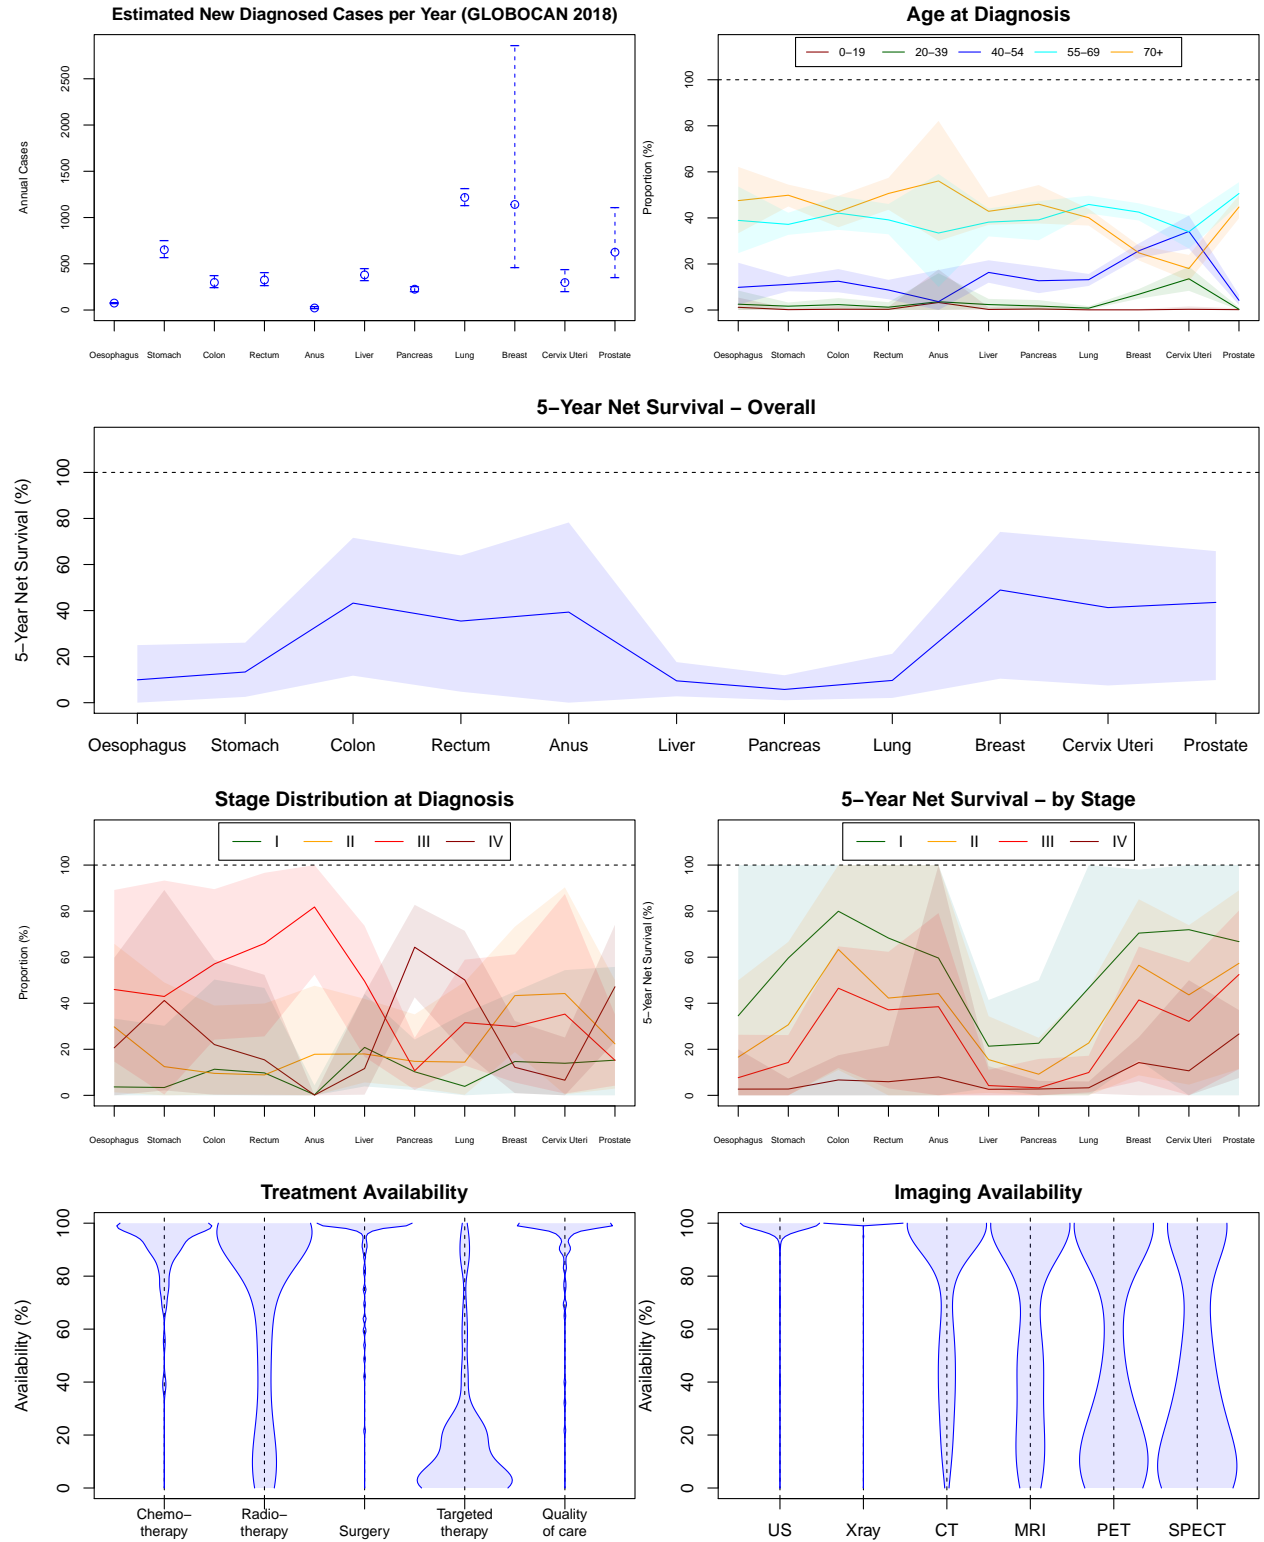 Estimated New Diagnosed Cases per Year (GLOBOCAN 2018)
Annual Cases
0 500 1000 1500 2000 2500
Oesophagus Stomach Colon Rectum Anus Liver Pancreas Lung Breast Cervix Uteri Prostate
Age at Diagnosis
0−19 20−39 40−54 55−69 70+
Proportion (%)
0 20 40 60 80 100
Oesophagus Stomach Colon Rectum Anus Liver Pancreas Lung Breast Cervix Uteri Prostate
5−Year Net Survival − Overall
5−Year Net Survival (%)
0 20 40 60 80 100
Oesophagus Stomach Colon Rectum Anus Liver Pancreas Lung Breast Cervix Uteri Prostate
Stage Distribution at Diagnosis
I II III IV
Proportion (%)
0 20 40 60 80 100
Oesophagus Stomach Colon Rectum Anus Liver Pancreas Lung Breast Cervix Uteri Prostate
5−Year Net Survival − by Stage
I II III IV
5−Year Net Survival (%)
0 20 40 60 80 100
Oesophagus Stomach Colon Rectum Anus Liver Pancreas Lung Breast Cervix Uteri Prostate
Treatment Availability
Availability (%)
0 20 40 60 80 100
Chemo−
therapy
Radio−
therapy
Surgery
Targeted
therapy
Quality
of care
Imaging Availability
Availability (%)
0 20 40 60 80 100
US Xray CT MRI PET SPECT